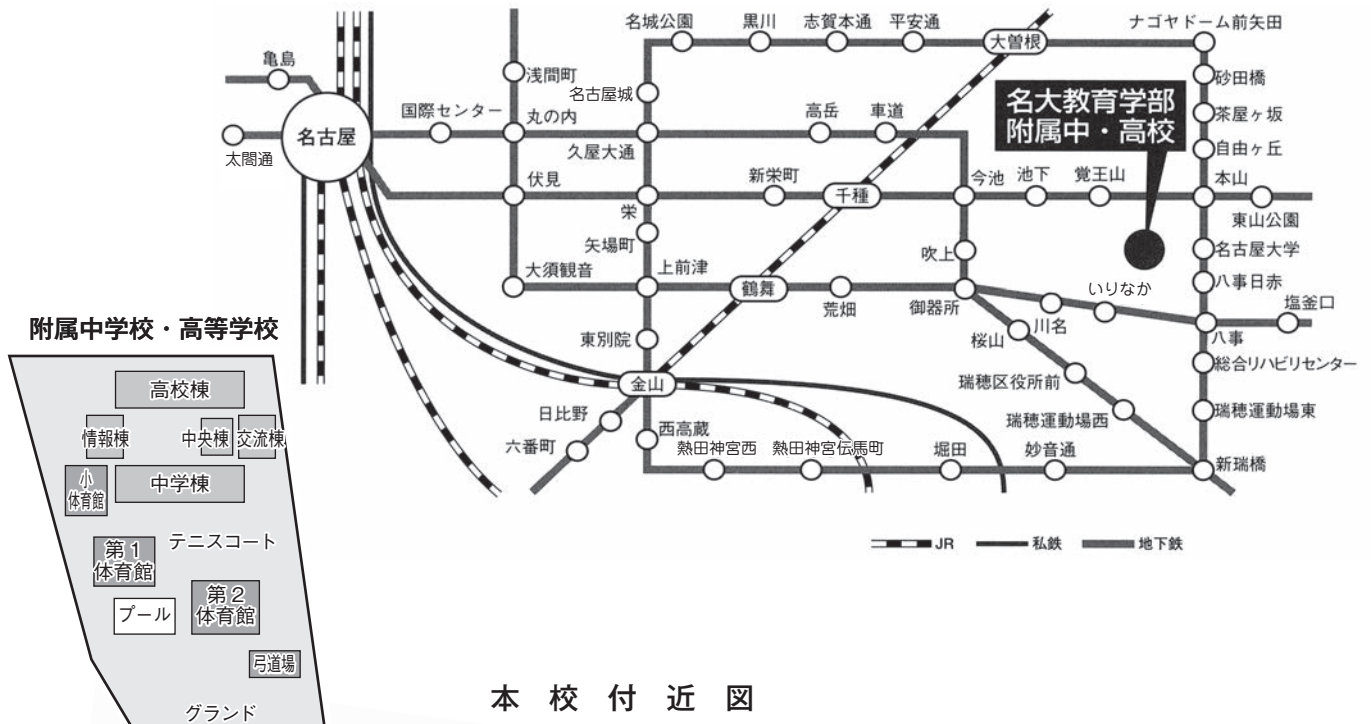 名城公園
黒川
志賀本通
平安通
大曽根
ナゴヤドーム前矢田
亀島
浅間町
砂田橋
名古屋城
名大教育学部
附属中・高校
国際センター
丸の内
高岳
車道
茶屋ヶ坂
名古屋
太閤通
久屋大通
自由ヶ丘
伏見
新栄町
千種
今池
池下
覚王山
本山
栄
東山公園
矢場町
吹上
名古屋大学
大須観音
上前津
鶴舞
荒畑
御器所
いりなか
八事日赤
塩釜口
川名
八事
附属中学校・高等学校
東別院
桜山
総合リハビリセンター
高校棟
金山
瑞穂区役所前
日比野
瑞穂運動場西
瑞穂運動場東
情報棟
中央棟
交流棟
六番町
西高蔵
熱田神宮西
熱田神宮伝馬町
堀田
妙音通
新瑞橋
小
体育館
中学棟
テニスコート
JR
私鉄
地下鉄
第1
体育館
第2
体育館
プール
弓道場
グランド
本校付近図